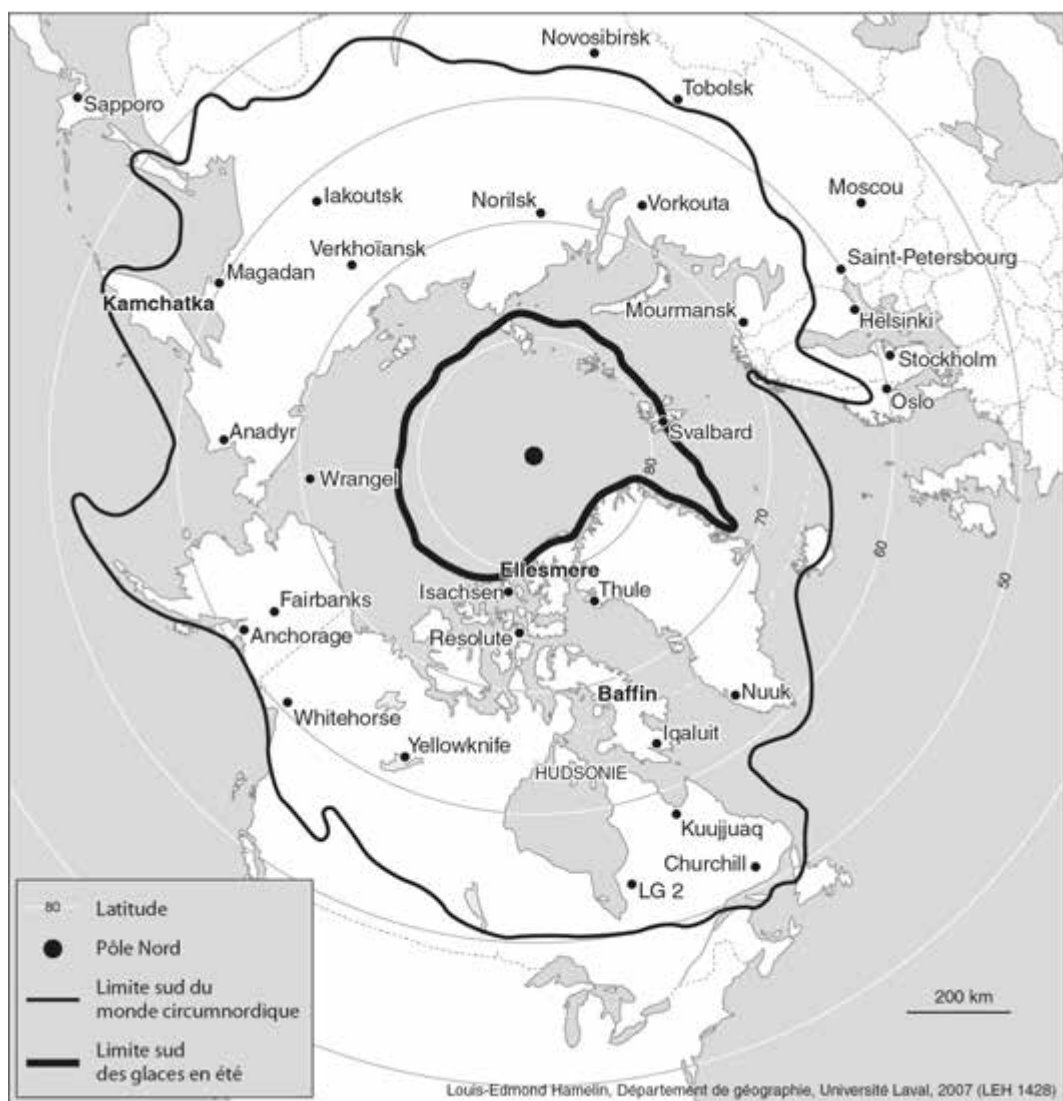 Novosibirsk
Sapporo
Tobolsk
Iakoutsk
Norilsk
Vorkouta
Moscou
Verkhoïansk
Saint-Petersbourg
Magadan
Kamchatka
Mourmansk
Helsinki
Stockholm
Oslo
Anadyr
Svalbard
Wrangel
80
70
60
50
Ellesmere
Isachsen
Thule
Fairbanks
Anchorage
Resolute
Baffin
Nuuk
Whitehorse
Iqaluit
Yellowknife
HUDSONIE
Kuujjuaq
Churchill
LG 2
80 Latitude
Pôle Nord
Limite sud du
monde circumnordique
Limite sud
des glaces en été
200 km
Louis-Edmond Hamelin, Département de géographie, Université Laval, 2007 (LEH 1428)